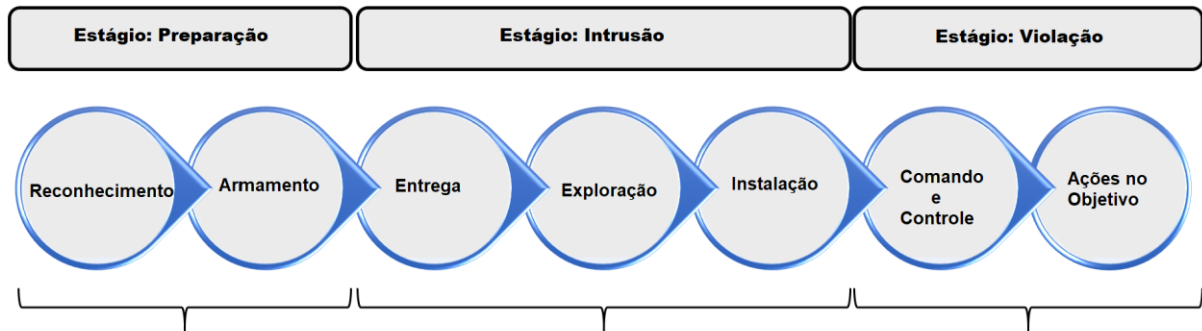 Estágio: Preparação
Estágio: Intrusão
Estágio: Violação
Reconhecimento
Armamento
Entrega
Exploração
Instalação
Comando
e
Controle
Ações no
Objetivo